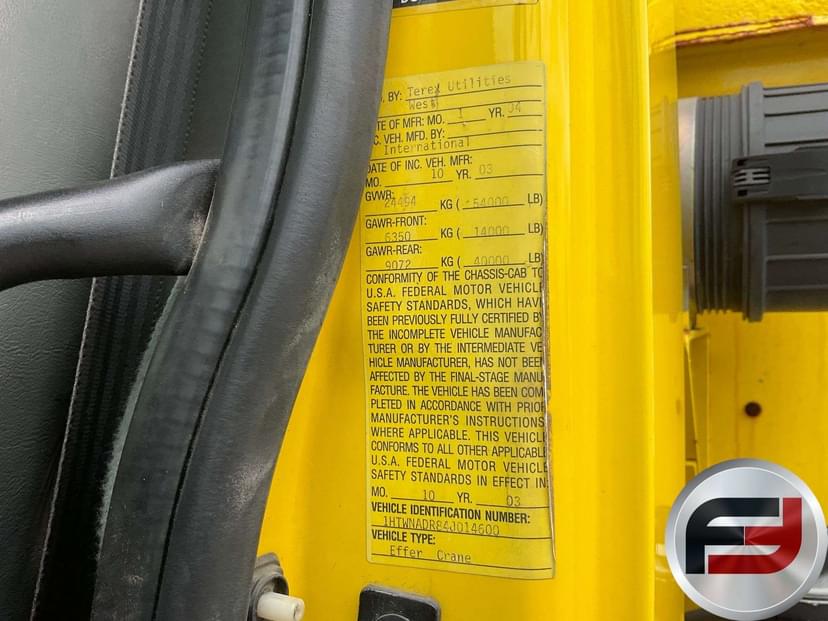 . BY: Terex Utilities
West
ATE OF MFR: MO. 1 YR. 04
C. VEH. MFD. BY:
International
DATE OF INC. VEH. MFR:
MO. 10 YR. 03
GVWR:
24494 KG ( 54000 LB)
GAWR-FRONT:
6350 KG ( 14000 LB)
GAWR-REAR:
9072 KG ( 40000 LB)
CONFORMITY OF THE CHASSIS-CAB TO
U.S.A. FEDERAL MOTOR VEHICLE
SAFETY STANDARDS, WHICH HAVE
BEEN PREVIOUSLY FULLY CERTIFIED BY
THE INCOMPLETE VEHICLE MANUFAC
TURER OR BY THE INTERMEDIATE VE
HICLE MANUFACTURER, HAS NOT BEEN
AFFECTED BY THE FINAL-STAGE MANU
FACTURE. THE VEHICLE HAS BEEN COM
PLETED IN ACCORDANCE WITH PRIOR
MANUFACTURER'S INSTRUCTIONS
WHERE APPLICABLE. THIS VEHICLE
CONFORMS TO ALL OTHER APPLICABLE
U.S.A. FEDERAL MOTOR VEHICLE
SAFETY STANDARDS IN EFFECT IN:
MO. 10 YR. 03
VEHICLE IDENTIFICATION NUMBER:
1HTWNADR84J014600
VEHICLE TYPE:
Effer Crane